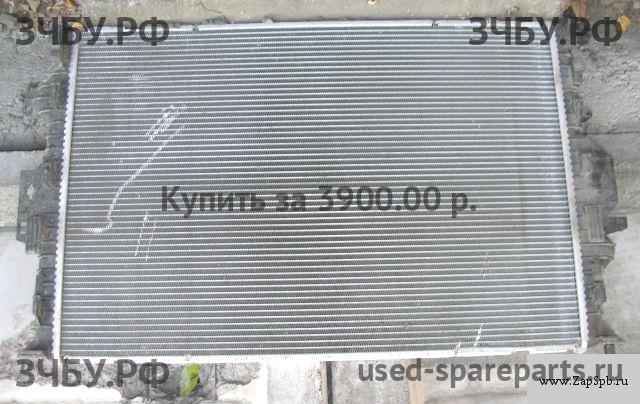 ЗЧБУ.РФ ЗЧБУ.РФ
Купить за 3900.00 р.
ЗЧБУ.РФ used-spareparts.ru
www.ZapSpb.ru